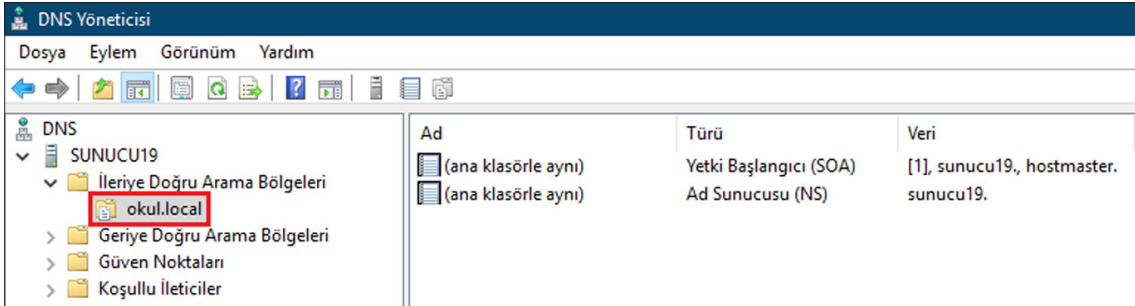 DNS Yöneticisi
Dosya Eylem Görünüm Yardım
DNS
SUNUCU19
İleriye Doğru Arama Bölgeleri
okul.local
Geriye Doğru Arama Bölgeleri
Güven Noktaları
Koşullu İleticiler
Ad Türü Veri
(ana klasörle aynı) Yetki Başlangıcı (SOA) [1], sunucu19., hostmaster.
(ana klasörle aynı) Ad Sunucusu (NS) sunucu19.